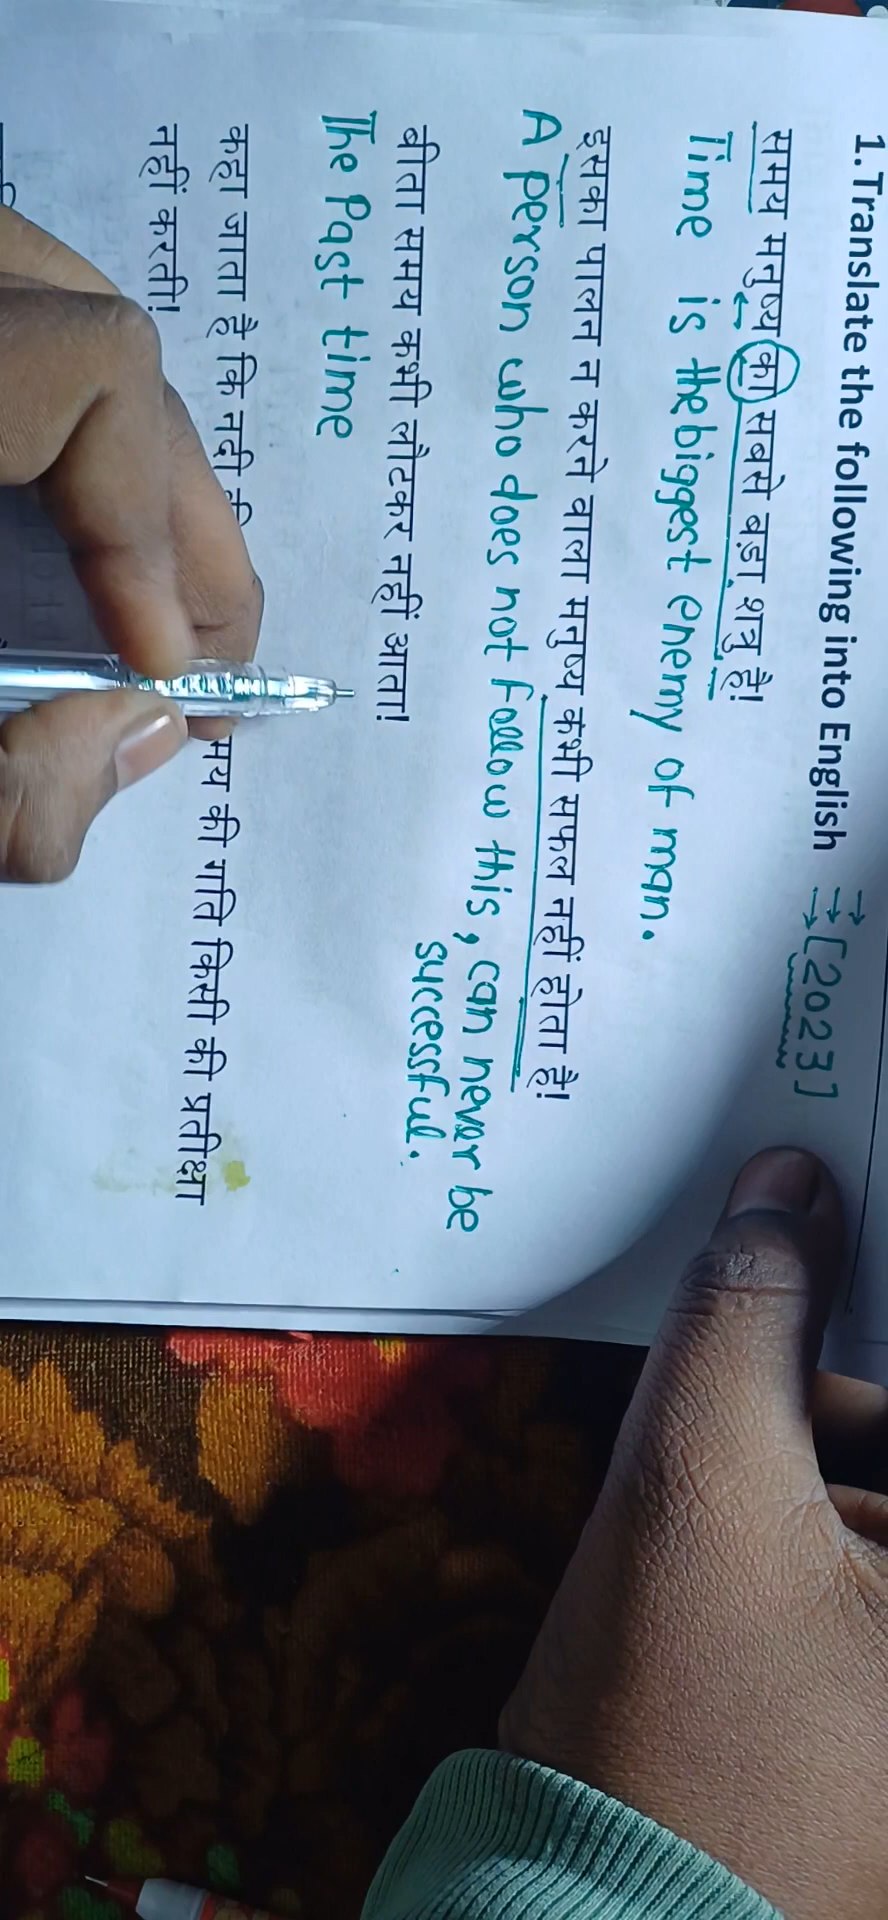 1. Translate the following into English → → [2023]
समय मनुष्य का सबसे बड़ा शत्रु है!
Time is the biggest enemy of man.
इसका पालन न करने वाला मनुष्य कभी सफल नहीं होता है!
A person who does not follow this, can never be
successful.
बीता समय कभी लौटकर नहीं आता!
The Past time
कहा जाता है कि नदी की मय की गति किसी की प्रतीक्षा
नहीं करती!